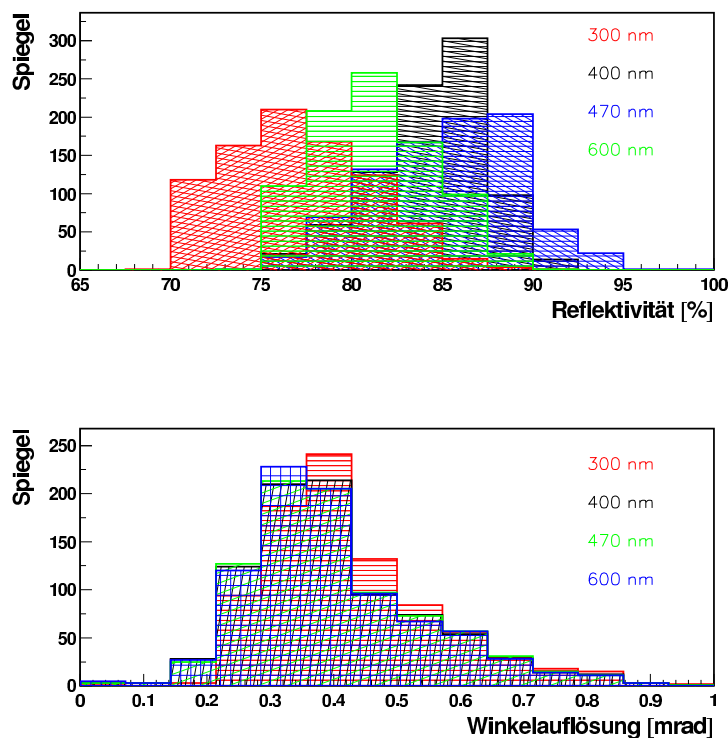 Spiegel
300
250
200
150
100
50
0
300 nm
400 nm
470 nm
600 nm
65 70 75 80 85 90 95 100
Reflektivität [%]
Spiegel
250
200
150
100
50
0
300 nm
400 nm
470 nm
600 nm
0 0.1 0.2 0.3 0.4 0.5 0.6 0.7 0.8 0.9 1
Winkelauflösung [mrad]